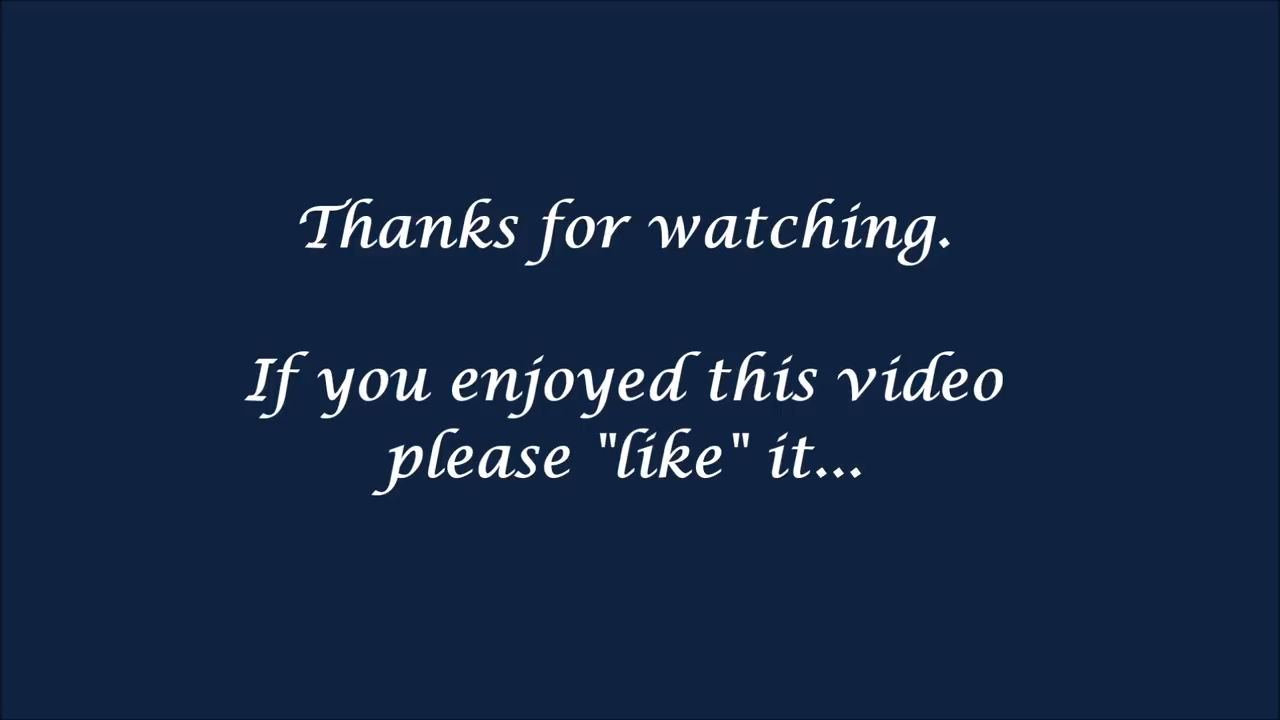 Thanks for watching.
If you enjoyed this video
please "like" it...